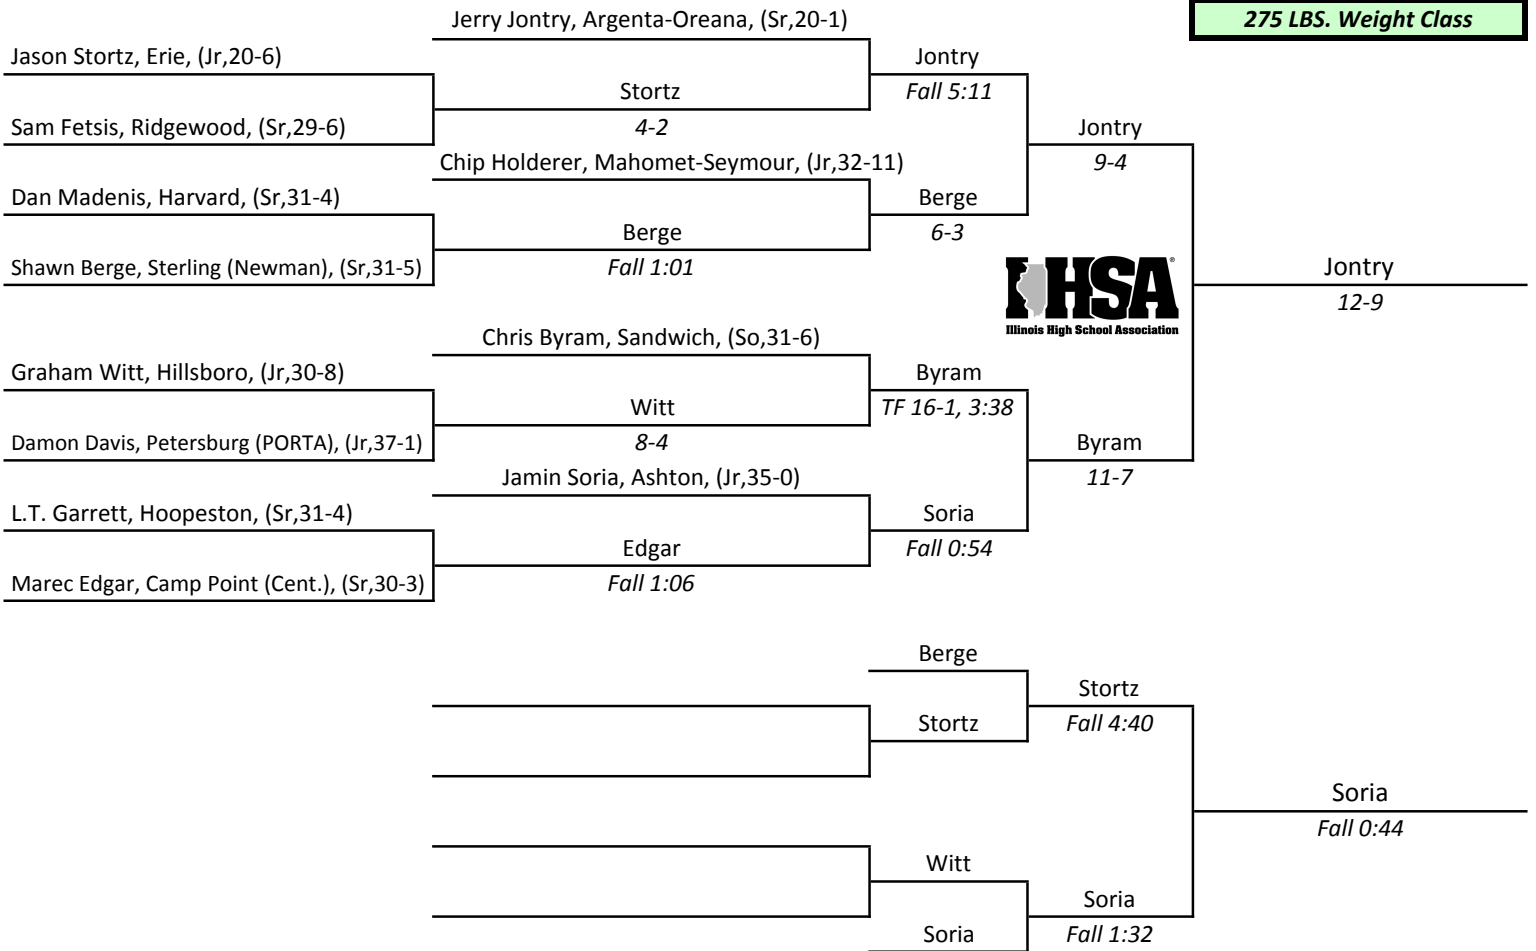 Jerry Jontry, Argenta-Oreana, (Sr,20-1)
275 LBS. Weight Class
Jason Stortz, Erie, (Jr,20-6)
Jontry
Stortz
Fall 5:11
Sam Fetsis, Ridgewood, (Sr,29-6)
4-2
Jontry
Chip Holderer, Mahomet-Seymour, (Jr,32-11)
9-4
Dan Madenis, Harvard, (Sr,31-4)
Berge
Berge
6-3
Shawn Berge, Sterling (Newman), (Sr,31-5)
Fall 1:01
IHSA®
Illinois High School Association
Jontry
12-9
Chris Byram, Sandwich, (So,31-6)
Graham Witt, Hillsboro, (Jr,30-8)
Byram
Witt
TF 16-1, 3:38
Damon Davis, Petersburg (PORTA), (Jr,37-1)
8-4
Byram
Jamin Soria, Ashton, (Jr,35-0)
11-7
L.T. Garrett, Hoopeston, (Sr,31-4)
Soria
Edgar
Fall 0:54
Marec Edgar, Camp Point (Cent.), (Sr,30-3)
Fall 1:06
Berge
Stortz
Stortz
Fall 4:40
Soria
Fall 0:44
Witt
Soria
Soria
Fall 1:32